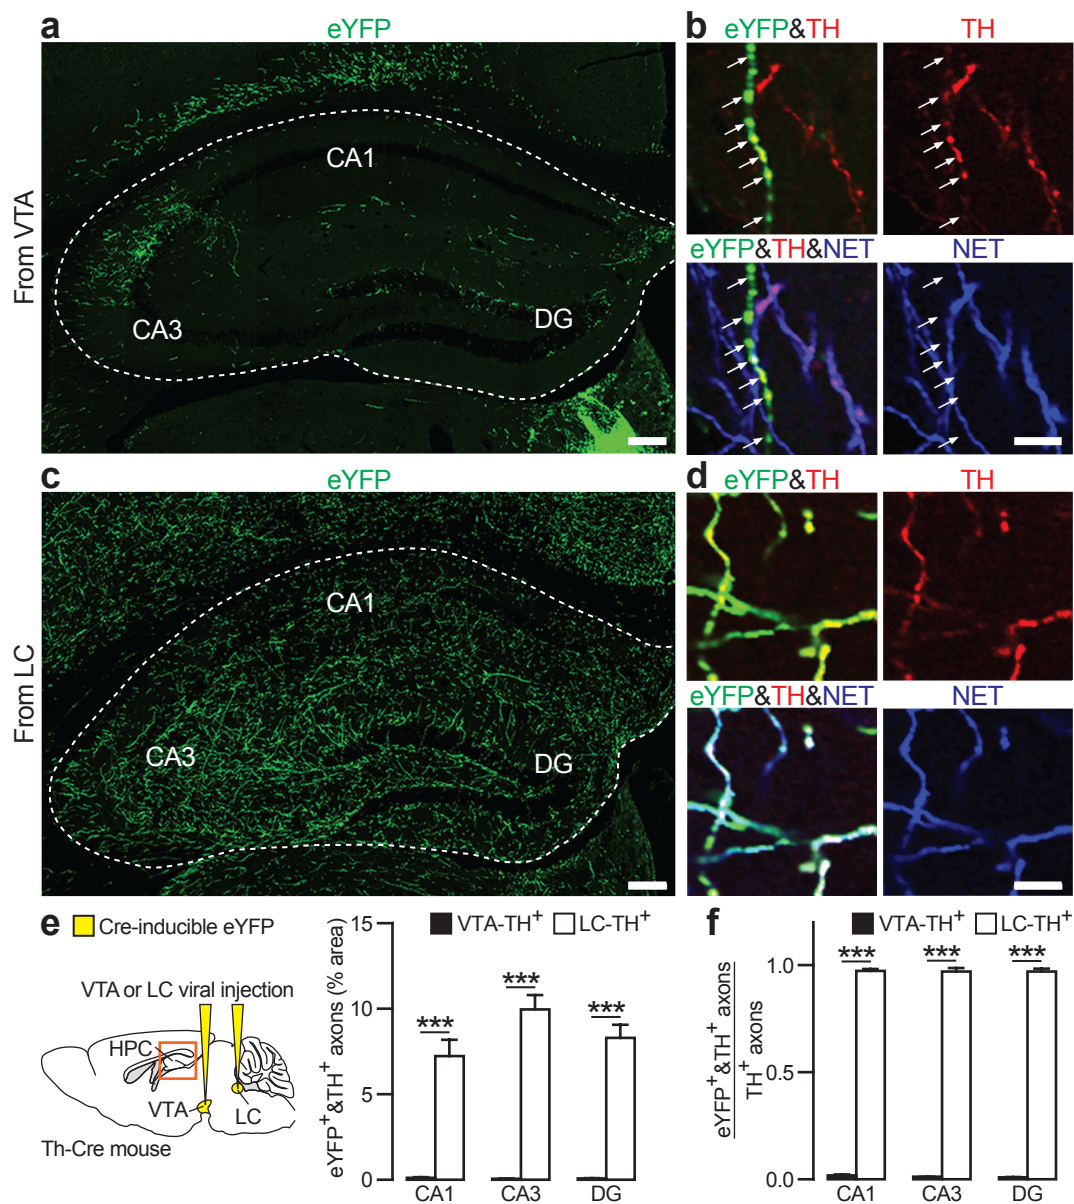 a
eYFP
From VTA
CA1
CA3
DG
b
eYFP&TH
TH
eYFP&TH&NET
NET
c
eYFP
From LC
CA1
CA3
DG
d
eYFP&TH
TH
eYFP&TH&NET
NET
e
Cre-inducible eYFP
VTA or LC viral injection
HPC
VTA
LC
Th-Cre mouse
eYFP⁺&TH⁺ axons (% area)
VTA-TH⁺
LC-TH⁺
15
10
5
0
***
***
***
CA1
CA3
DG
f
eYFP⁺&TH⁺ axons
TH⁺ axons
VTA-TH⁺
LC-TH⁺
1.0
0.5
0.0
***
***
***
CA1
CA3
DG